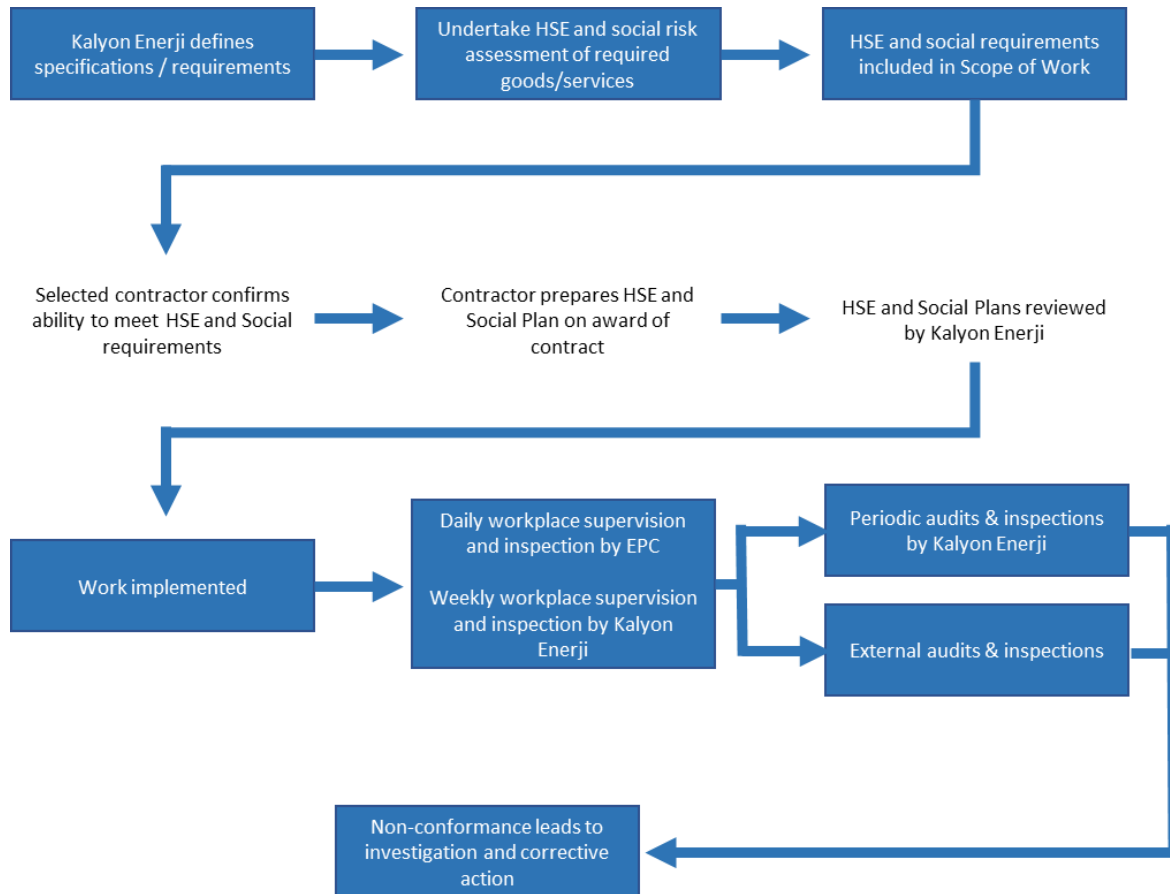 Kalyon Enerji defines
specifications / requirements
Undertake HSE and social risk
assessment of required
goods/services
HSE and social requirements
included in Scope of Work
Selected contractor confirms
ability to meet HSE and Social
requirements
Contractor prepares HSE and
Social Plan on award of
contract
HSE and Social Plans reviewed
by Kalyon Enerji
Work implemented
Daily workplace supervision
and inspection by EPC
Weekly workplace supervision
and inspection by Kalyon
Enerji
Periodic audits & inspections
by Kalyon Enerji
External audits & inspections
Non-conformance leads to
investigation and corrective
action